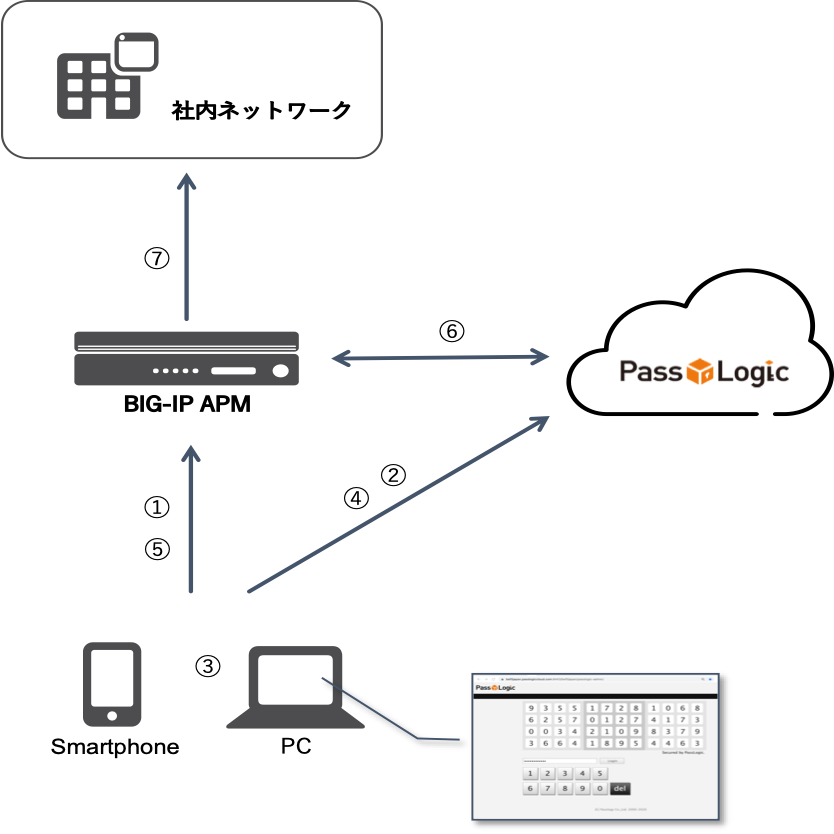 社内ネットワーク
⑦
⑥
PassLogic
BIG-IP APM
②
④
①
⑤
③
Smartphone
PC
PassLogic
9 3 5 5 1 7 2 8 1 0 6 8
6 2 5 7 0 1 2 7 4 1 7 3
0 0 3 4 2 1 0 9 8 3 7 9
3 6 6 4 1 8 9 5 4 4 6 3
Secured by PassLogic
Login
1 2 3 4 5
6 7 8 9 0 del